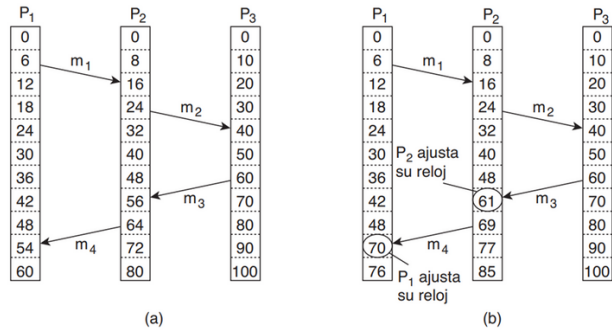 P1 P2 P3 P1 P2 P3
0 0 0 0 0 0
6 8 10 6 8 10
m1 m1
12 16 20 12 16 20
18 24 30 18 24 30
m2 m2
24 32 40 24 32 40
30 40 50 30 40 50
P2 ajusta
su reloj
36 48 60 36 48 60
42 56 70 42 61 70
m3 m3
48 64 80 48 69 80
m4 m4
54 72 90 70 77 90
60 80 100 76 85 100
P1 ajusta
su reloj
(a) (b)